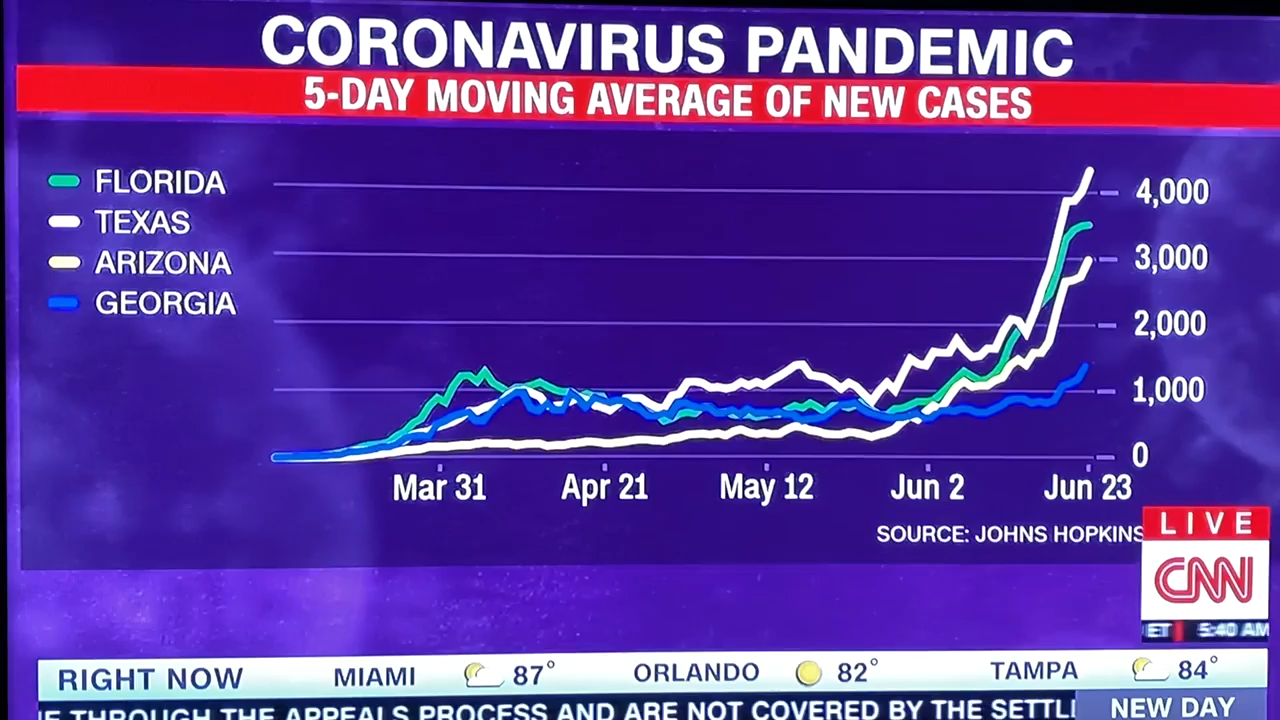 CORONAVIRUS PANDEMIC
5-DAY MOVING AVERAGE OF NEW CASES
FLORIDA
TEXAS
ARIZONA
GEORGIA
4,000
3,000
2,000
1,000
0
Mar 31 Apr 21 May 12 Jun 2 Jun 23
SOURCE: JOHNS HOPKINS
LIVE
CNN
ET 5:40 AM
RIGHT NOW MIAMI 87° ORLANDO 82° TAMPA 84°
THROUGH THE APPEALS PROCESS AND ARE NOT COVERED BY THE
NEW DAY